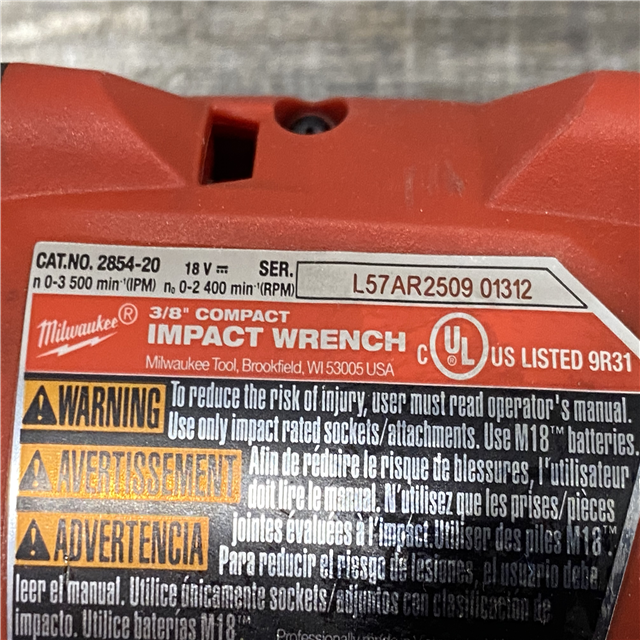 CAT.NO. 2854-20 18 V ⎓ SER. L57AR2509 01312
n 0-3 500 min⁻¹(IPM) n₀ 0-2 400 min⁻¹(RPM)
Milwaukee® 3/8" COMPACT
IMPACT WRENCH
Milwaukee Tool, Brookfield, WI 53005 USA
C UL® US LISTED 9R31
WARNING To reduce the risk of injury, user must read operator's manual.
Use only impact rated sockets/attachments. Use M18™ batteries.
AVERTISSEMENT Afin de réduire le risque de blessures, l'utilisateur
doit lire le manuel. N'utilisez que les prises/pièces
jointes évaluées à l'impact. Utiliser des piles M18™.
ADVERTENCIA Para reducir el riesgo de lesiones, el usuario debe
leer el manual. Utilice únicamente sockets/adjuntos con clasificación de
impacto. Utilice baterías M18™.
Professionally